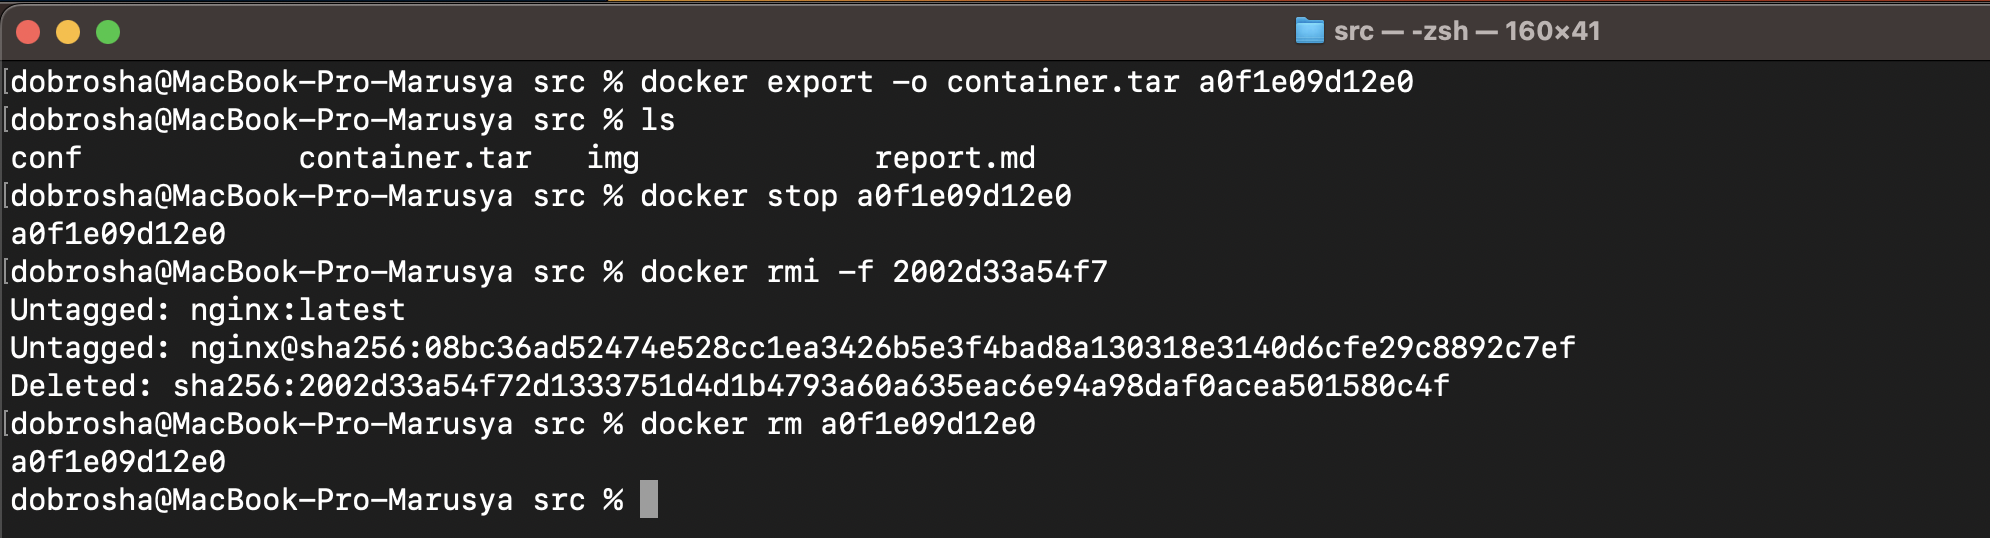 src — -zsh — 160×41
dobrosha@MacBook-Pro-Marusya src % docker export -o container.tar a0f1e09d12e0
dobrosha@MacBook-Pro-Marusya src % ls
conf container.tar img report.md
dobrosha@MacBook-Pro-Marusya src % docker stop a0f1e09d12e0
a0f1e09d12e0
dobrosha@MacBook-Pro-Marusya src % docker rmi -f 2002d33a54f7
Untagged: nginx:latest
Untagged: nginx@sha256:08bc36ad52474e528cc1ea3426b5e3f4bad8a130318e3140d6cfe29c8892c7ef
Deleted: sha256:2002d33a54f72d1333751d4d1b4793a60a635eac6e94a98daf0acea501580c4f
dobrosha@MacBook-Pro-Marusya src % docker rm a0f1e09d12e0
a0f1e09d12e0
dobrosha@MacBook-Pro-Marusya src %